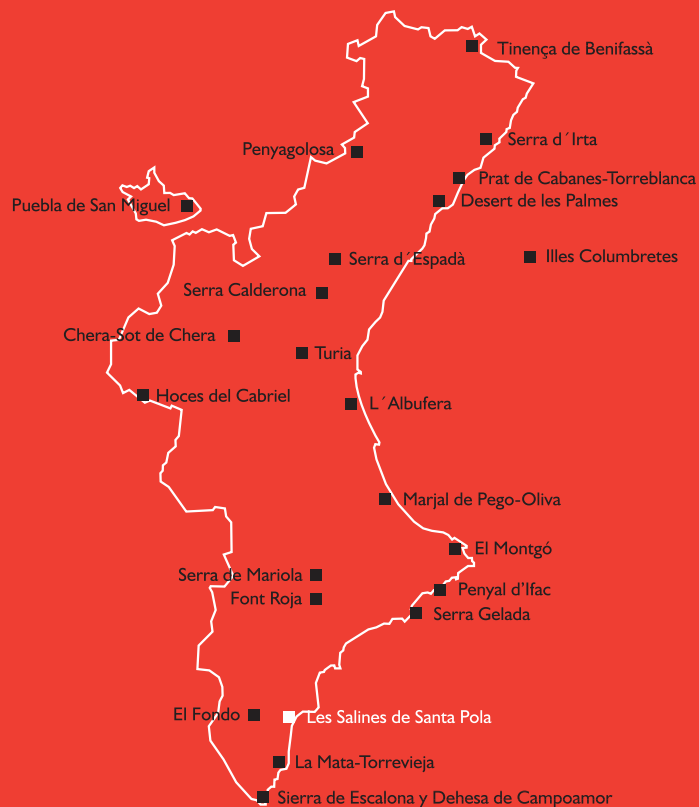 Tinença de Benifassà
Serra d´Irta
Penyagolosa
Prat de Cabanes-Torreblanca
Desert de les Palmes
Puebla de San Miguel
Serra d´Espadà
Illes Columbretes
Serra Calderona
Chera-Sot de Chera
Turia
Hoces del Cabriel
L´Albufera
Marjal de Pego-Oliva
El Montgó
Serra de Mariola
Penyal d'Ifac
Font Roja
Serra Gelada
El Fondo
Les Salines de Santa Pola
La Mata-Torrevieja
Sierra de Escalona y Dehesa de Campoamor